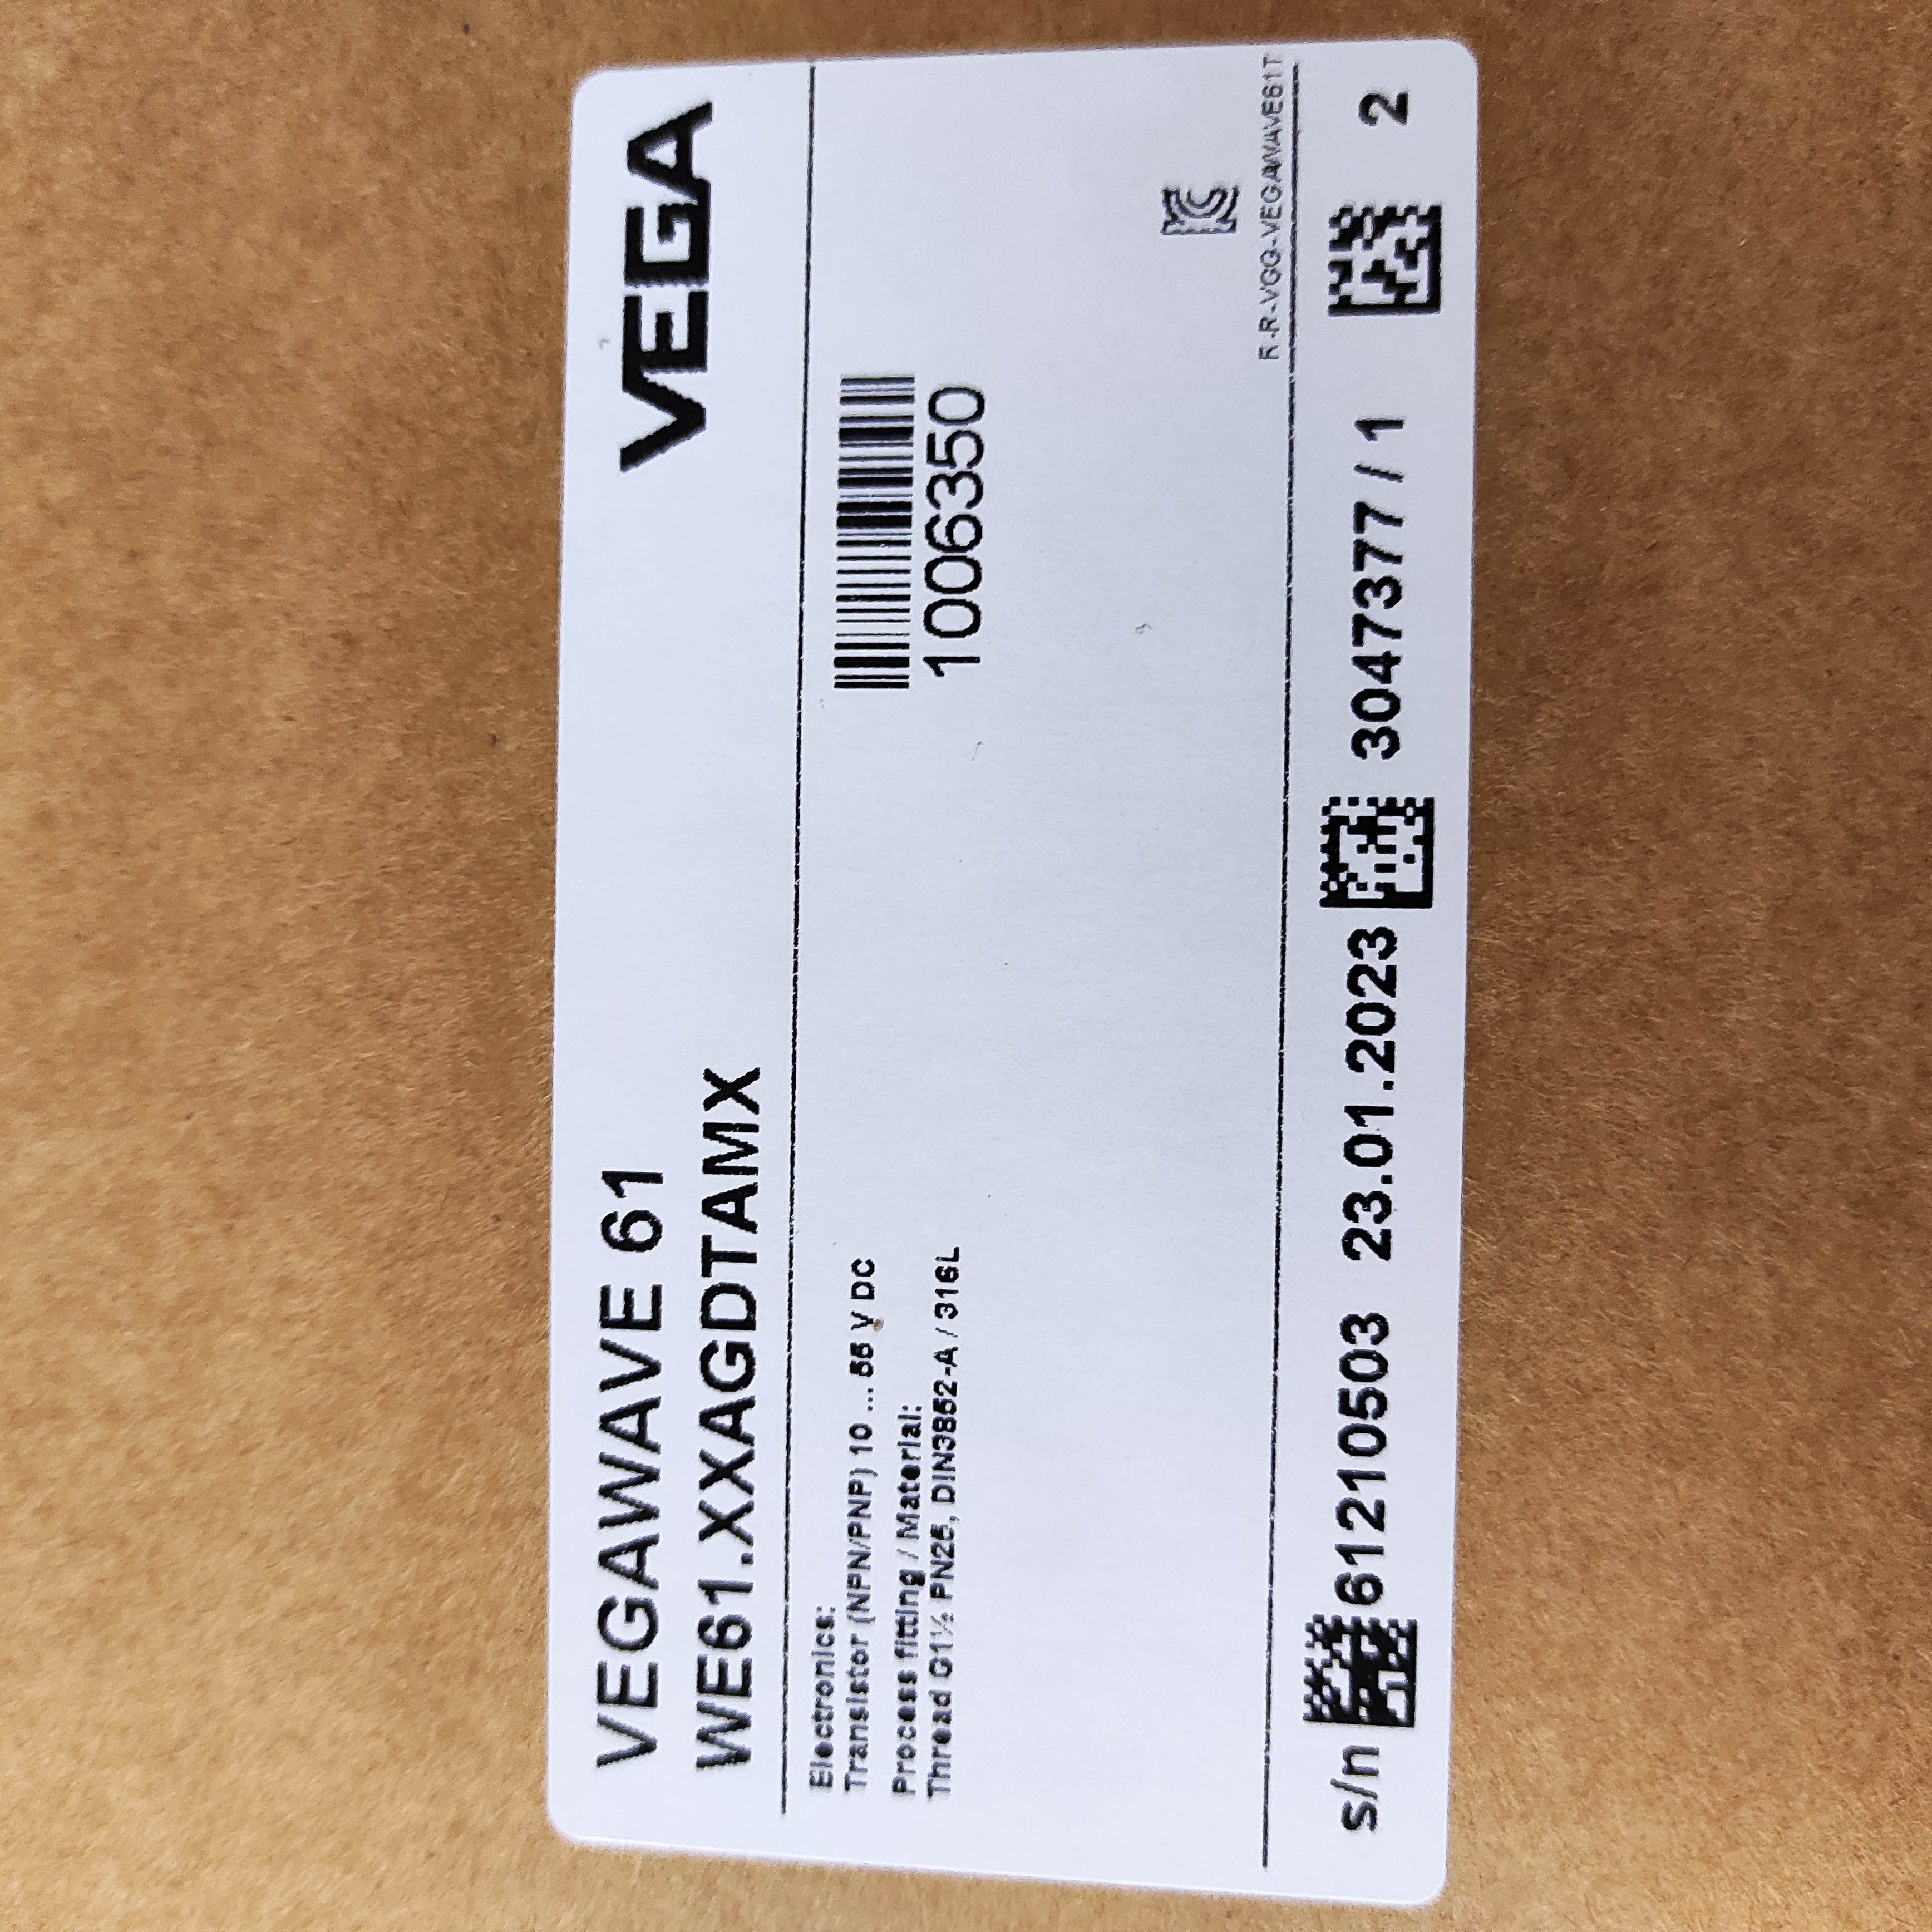 VEGAWAVE 61
VEGA
WE61.XXAGDTAMX
Electronics:
Transistor (NPN/PNP) 10 ... 55 V DC
Process fitting / Material:
Thread G1½ PN25, DIN3852-A / 316L
1006350
R-R-VGG-VEGAWAVE61T
s/n 61210503 23.01.2023 3047377 / 1 2